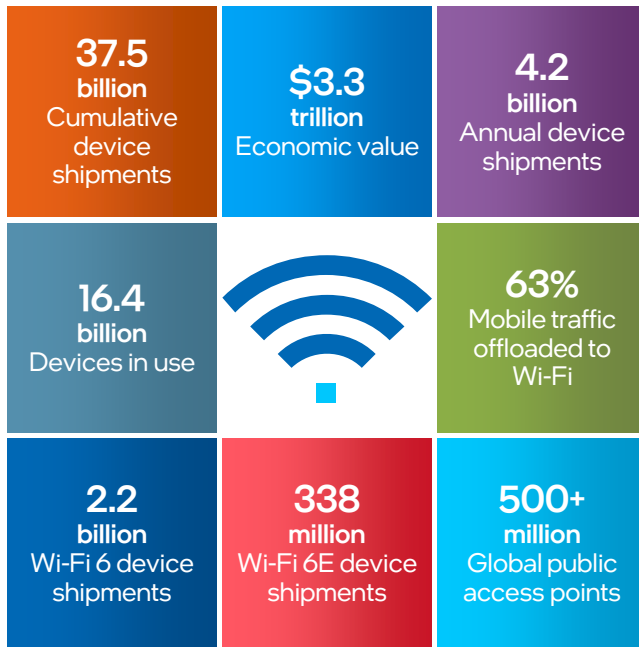 37.5
billion
Cumulative
device
shipments
$3.3
trillion
Economic value
4.2
billion
Annual device
shipments
16.4
billion
Devices in use
63%
Mobile traffic
offloaded to
Wi-Fi
2.2
billion
Wi-Fi 6 device
shipments
338
million
Wi-Fi 6E device
shipments
500+
million
Global public
access points